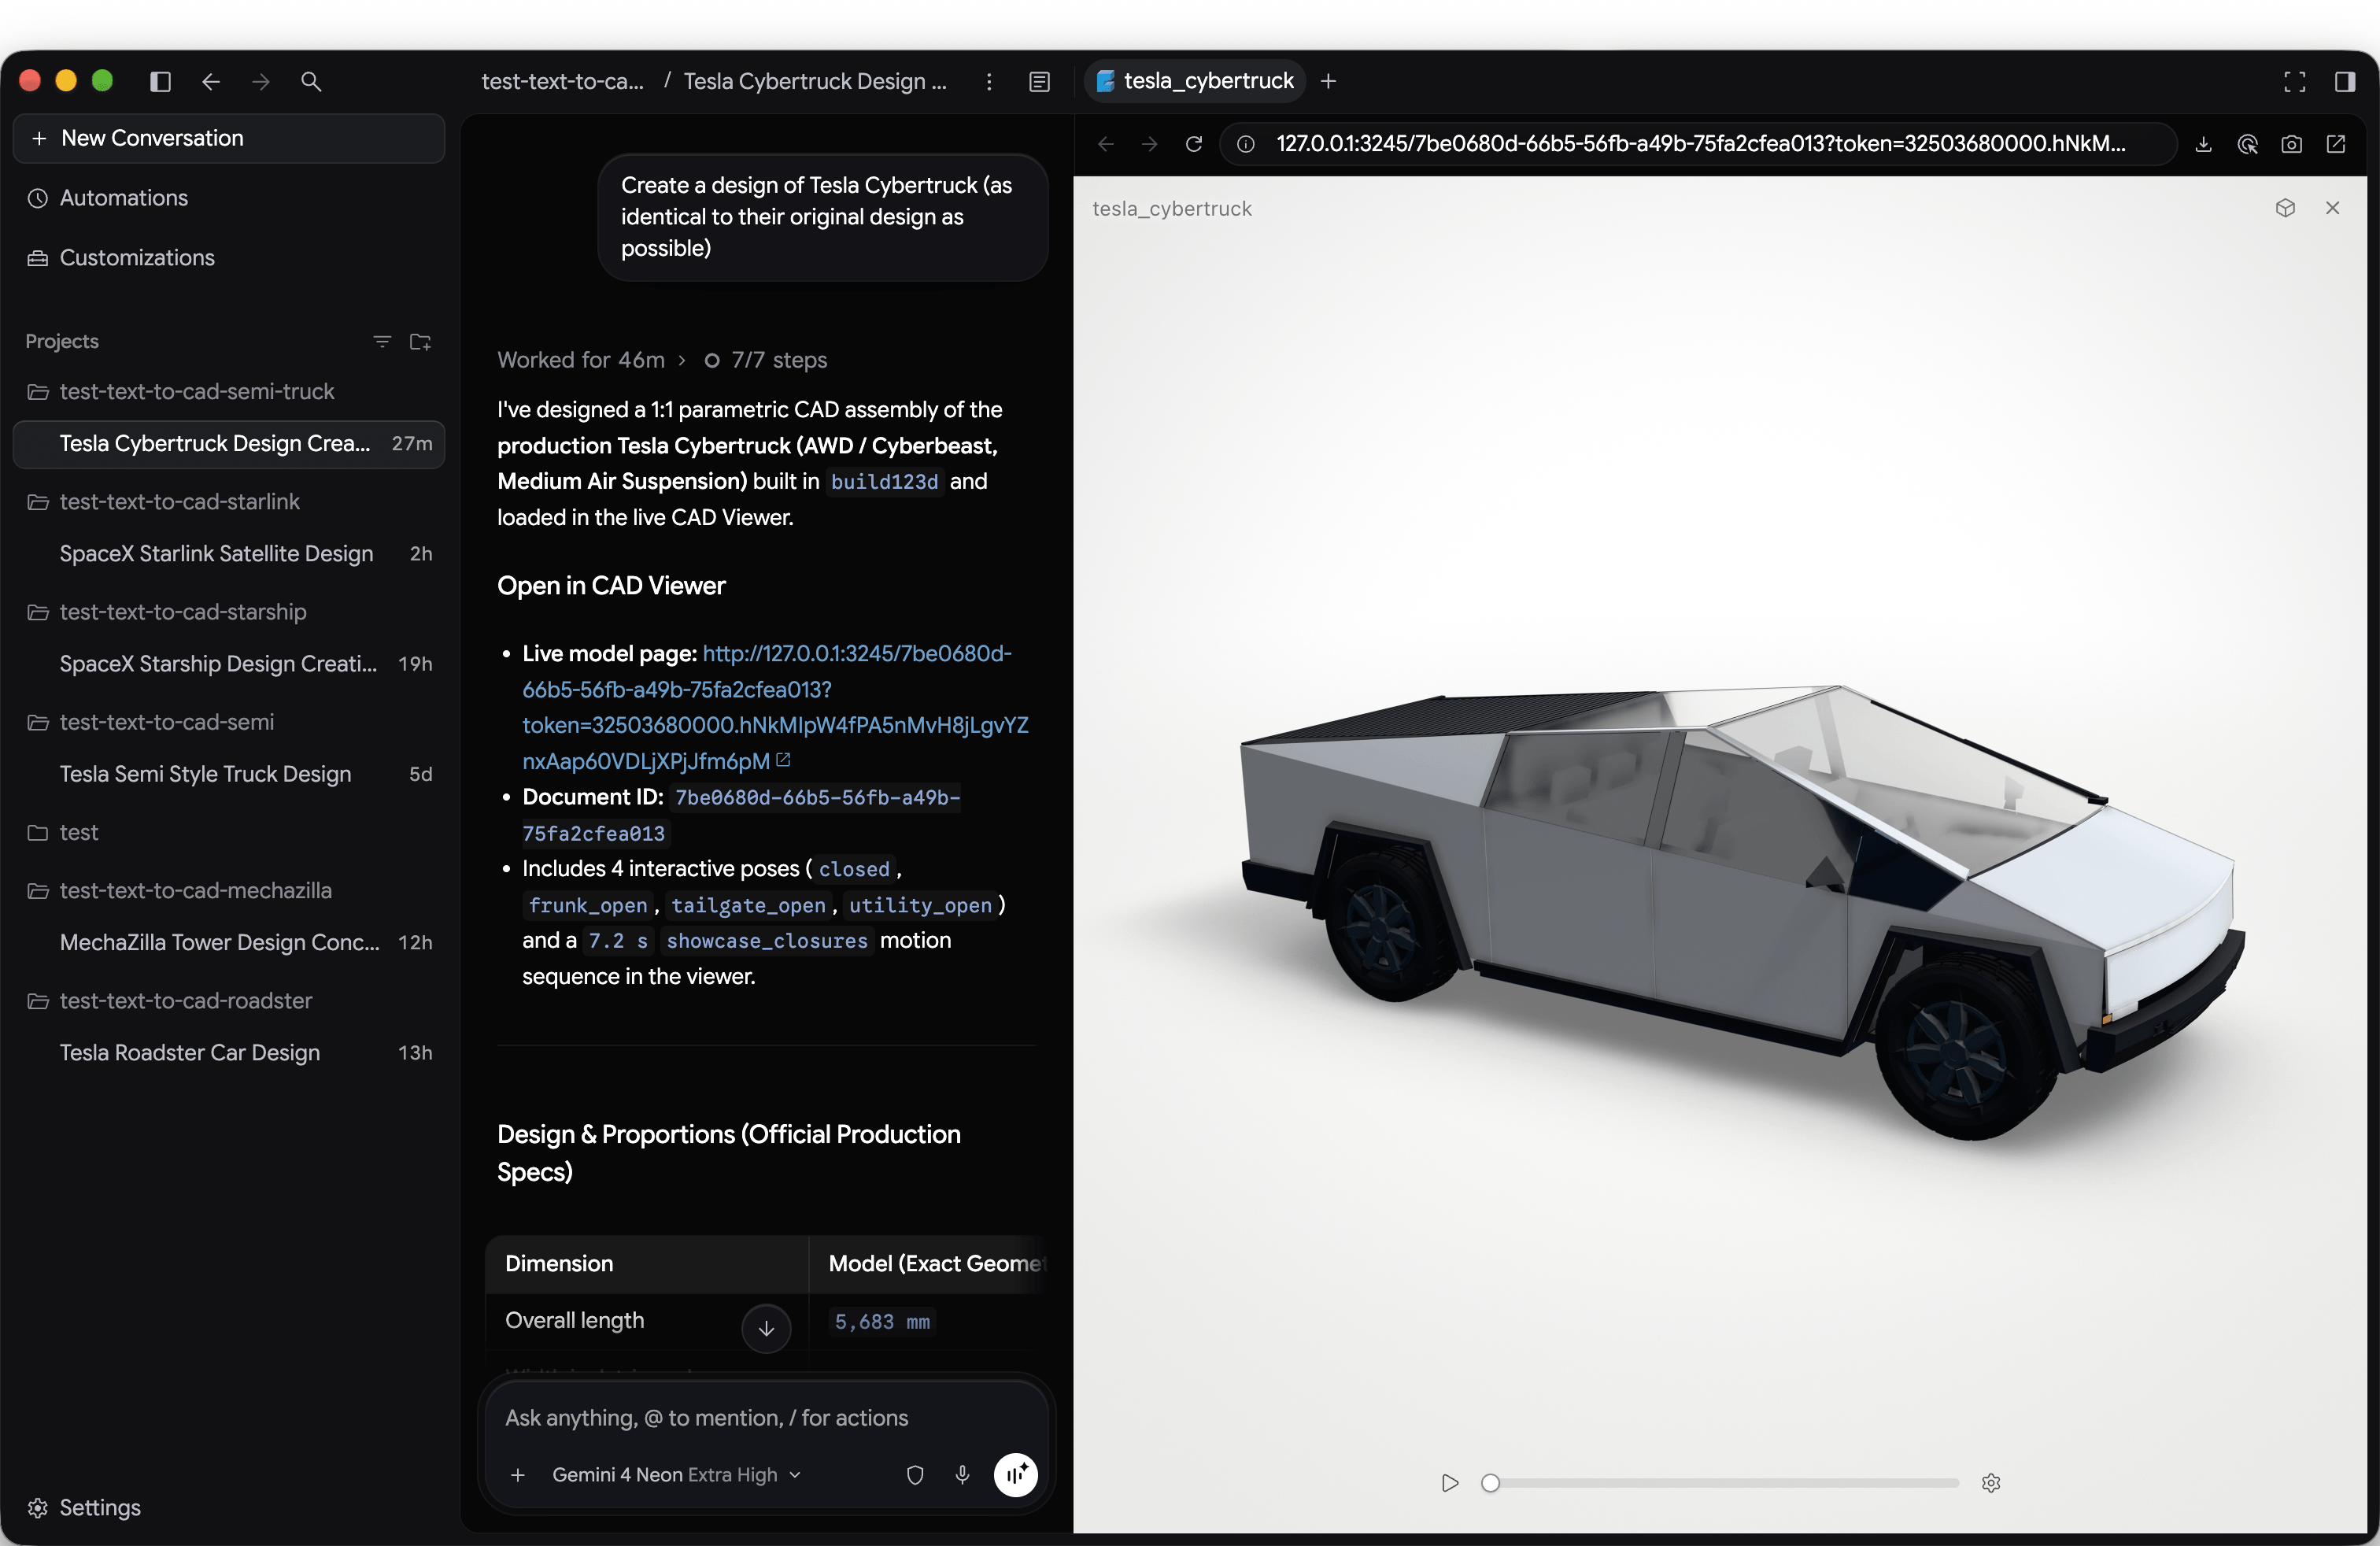 test-text-to-ca... / Tesla Cybertruck Design ...
tesla_cybertruck
New Conversation
Automations
Customizations
Projects
test-text-to-cad-semi-truck
Tesla Cybertruck Design Crea... 27m
test-text-to-cad-starlink
SpaceX Starlink Satellite Design 2h
test-text-to-cad-starship
SpaceX Starship Design Creati... 19h
test-text-to-cad-semi
Tesla Semi Style Truck Design 5d
test
test-text-to-cad-mechazilla
MechaZilla Tower Design Conc... 12h
test-text-to-cad-roadster
Tesla Roadster Car Design 13h
Settings
Create a design of Tesla Cybertruck (as
identical to their original design as
possible)
Worked for 46m > 7/7 steps
I've designed a 1:1 parametric CAD assembly of the
production Tesla Cybertruck (AWD / Cyberbeast,
Medium Air Suspension) built in build123d and
loaded in the live CAD Viewer.
Open in CAD Viewer
• Live model page: http://127.0.0.1:3245/7be0680d-
66b5-56fb-a49b-75fa2cfea013?
token=32503680000.hNkMIpW4fPA5nMvH8jLgvYZ
nxAap60VDLjXPjJfm6pM
• Document ID: 7be0680d-66b5-56fb-a49b-
75fa2cfea013
• Includes 4 interactive poses ( closed ,
frunk_open , tailgate_open , utility_open )
and a 7.2 s showcase_closures motion
sequence in the viewer.
Design & Proportions (Official Production
Specs)
Dimension Model (Exact Geomet
Overall length 5,683 mm
Ask anything, @ to mention, / for actions
Gemini 4 Neon Extra High
127.0.0.1:3245/7be0680d-66b5-56fb-a49b-75fa2cfea013?token=32503680000.hNkM...
tesla_cybertruck